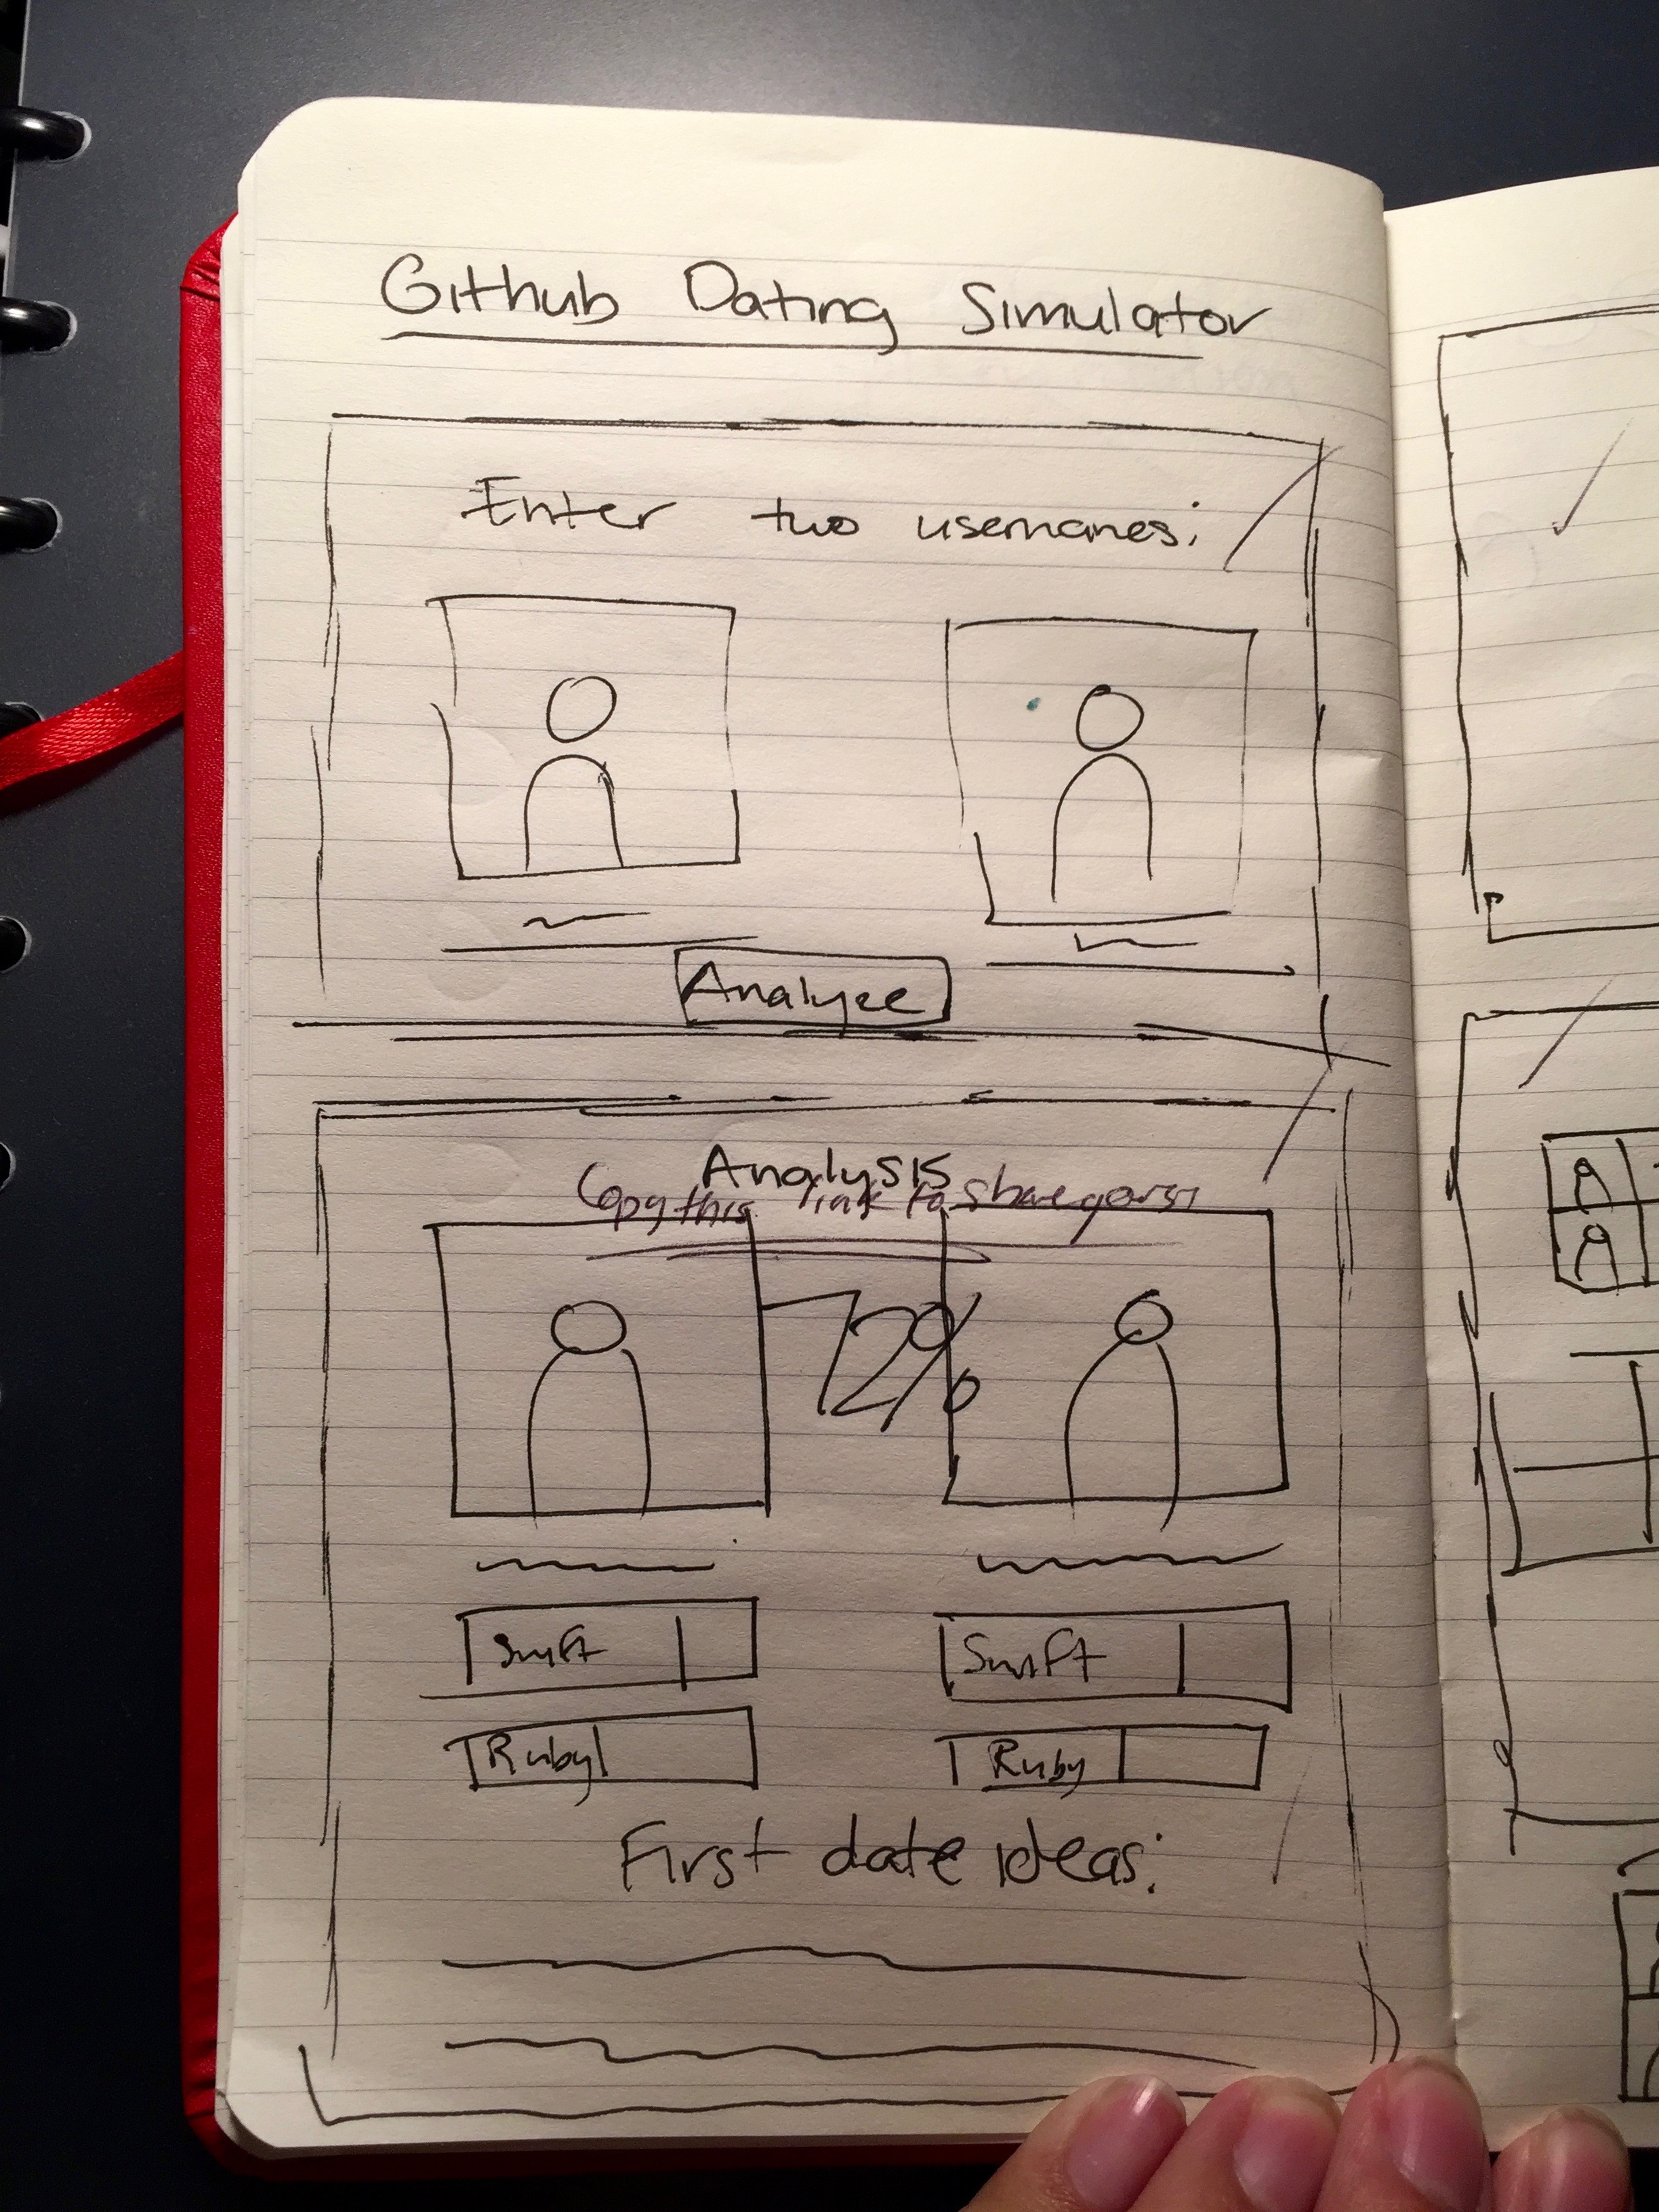 Github Dating Simulator
Enter two usernames:
Analyze
Analysis
Copy this link to share yours!
72%
Swift Swift
Ruby Ruby
First date ideas: